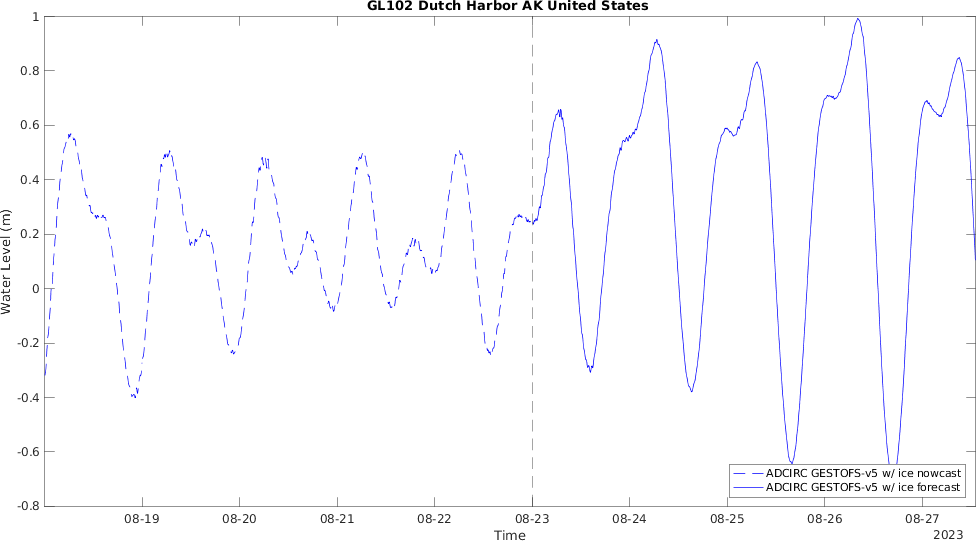 GL102 Dutch Harbor AK United States
1
0.8
0.6
0.4
0.2
0
-0.2
-0.4
-0.6
-0.8
Water Level (m)
ADCIRC GESTOFS-v5 w/ ice nowcast
ADCIRC GESTOFS-v5 w/ ice forecast
08-19 08-20 08-21 08-22 08-23 08-24 08-25 08-26 08-27
Time
2023